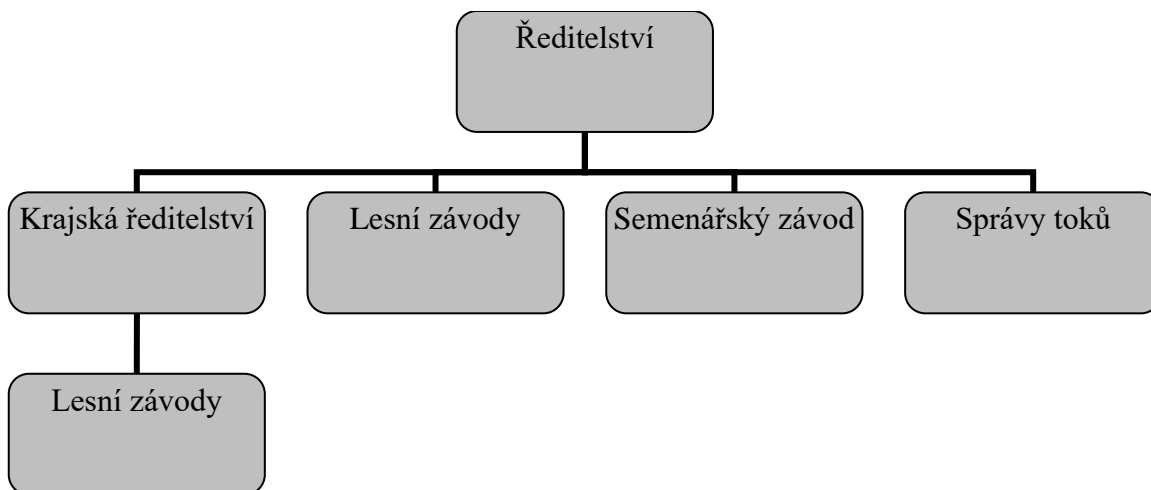 Ředitelství
Krajská ředitelství
Lesní závody
Semenářský závod
Správy toků
Lesní závody